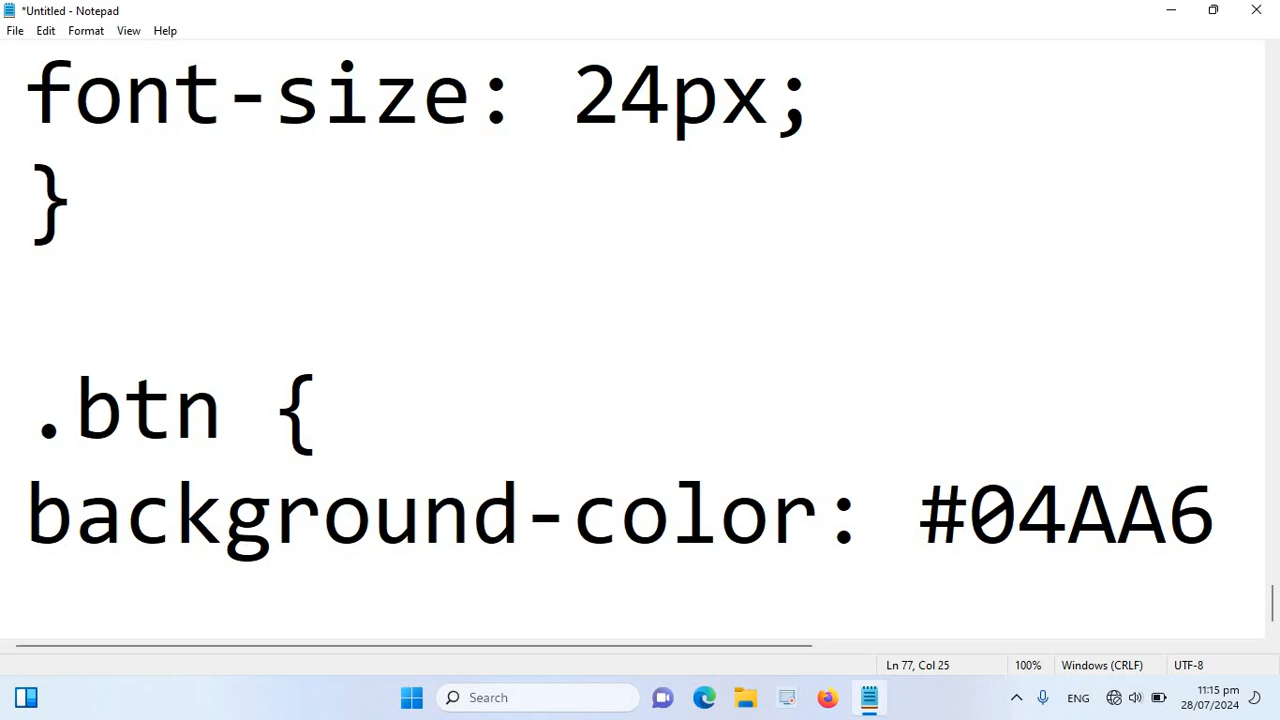 *Untitled - Notepad
File Edit Format View Help
font-size: 24px;
}
.btn {
background-color: #04AA6
Ln 77, Col 25 100% Windows (CRLF) UTF-8
Search ENG 11:15 pm
28/07/2024